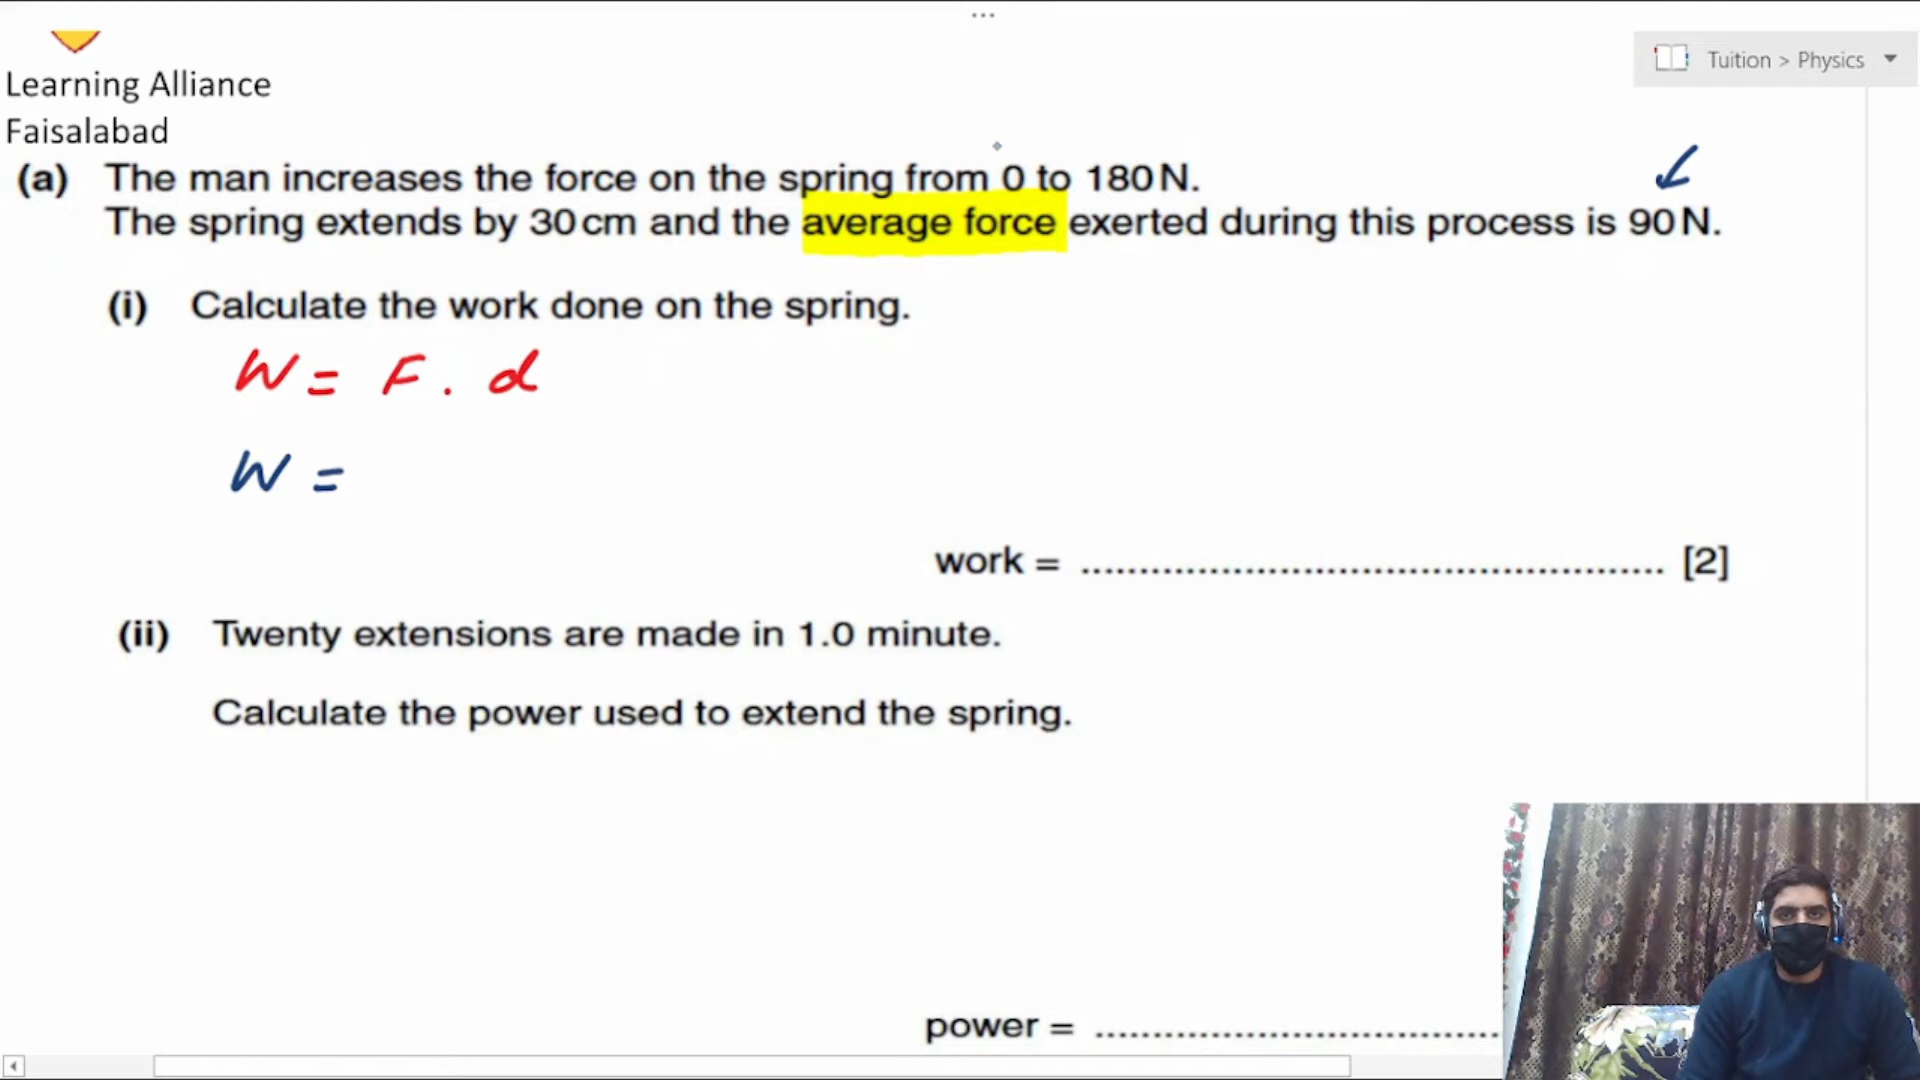 ...
Tuition > Physics
Learning Alliance
Faisalabad
(a) The man increases the force on the spring from 0 to 180 N.
The spring extends by 30 cm and the average force exerted during this process is 90 N.
(i) Calculate the work done on the spring.
W = F . d
W =
work = .................................................. [2]
(ii) Twenty extensions are made in 1.0 minute.
Calculate the power used to extend the spring.
power = ..................................